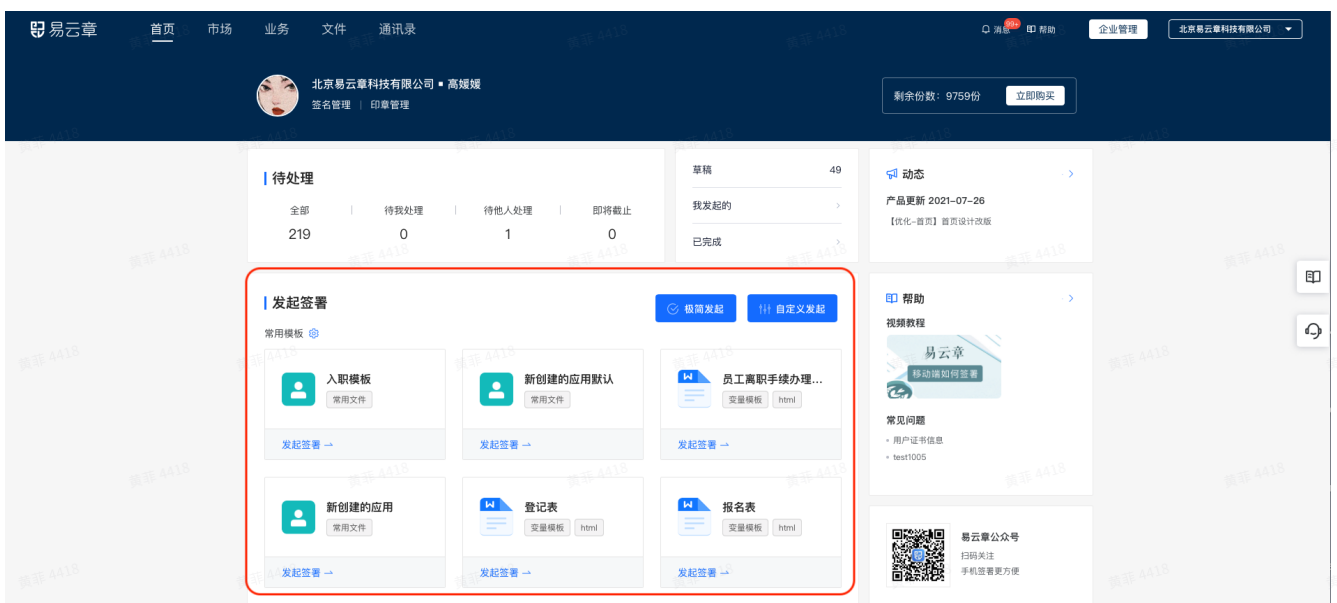 易云章
首页 市场 业务 文件 通讯录
消息 99+ 帮助 企业管理 北京易云章科技有限公司
北京易云章科技有限公司 ▪ 高媛媛
签名管理 | 印章管理
剩余份数：9759份 立即购买
待处理
全部 待我处理 待他人处理 即将截止
219 0 1 0
草稿 49
我发起的
已完成
动态
产品更新 2021-07-26
【优化-首页】首页设计改版
发起签署
极简发起 自定义发起
常用模板
入职模板
常用文件
发起签署
新创建的应用默认
常用文件
发起签署
员工离职手续办理...
变量模板 html
发起签署
新创建的应用
常用文件
发起签署
登记表
变量模板 html
发起签署
报名表
变量模板 html
发起签署
帮助
视频教程
易云章
移动端如何签署
常见问题
用户证书信息
test1005
易云章公众号
扫码关注
手机签署更方便